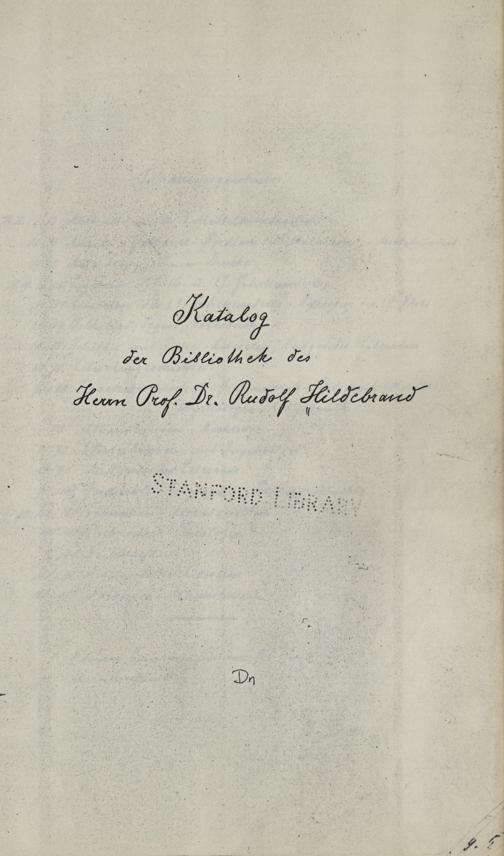 Katalog
der Bibliothek des
Herrn Prof. Dr. Rudolf Hildebrand
STANFORD LIBRARY
Dn